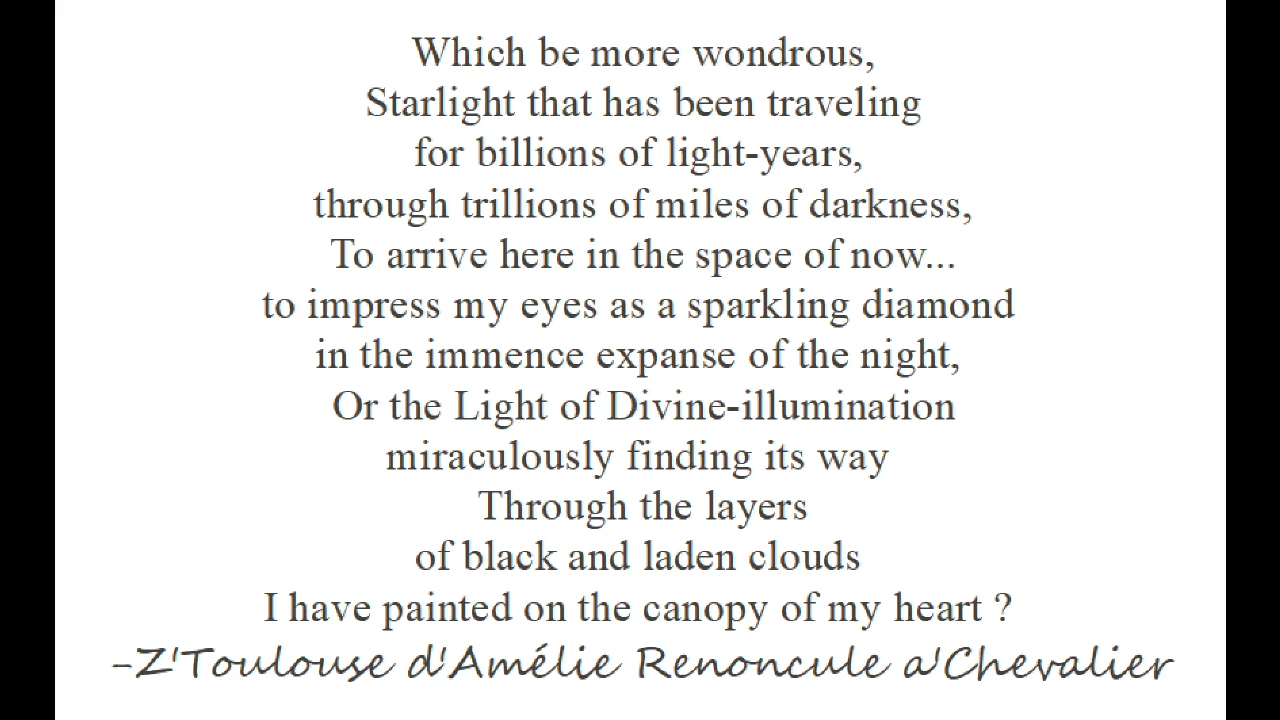 Which be more wondrous,
Starlight that has been traveling
for billions of light-years,
through trillions of miles of darkness,
To arrive here in the space of now...
to impress my eyes as a sparkling diamond
in the immence expanse of the night,
Or the Light of Divine-illumination
miraculously finding its way
Through the layers
of black and laden clouds
I have painted on the canopy of my heart ?
-Z'Toulouse d'Amélie Renoncule a'Chevalier